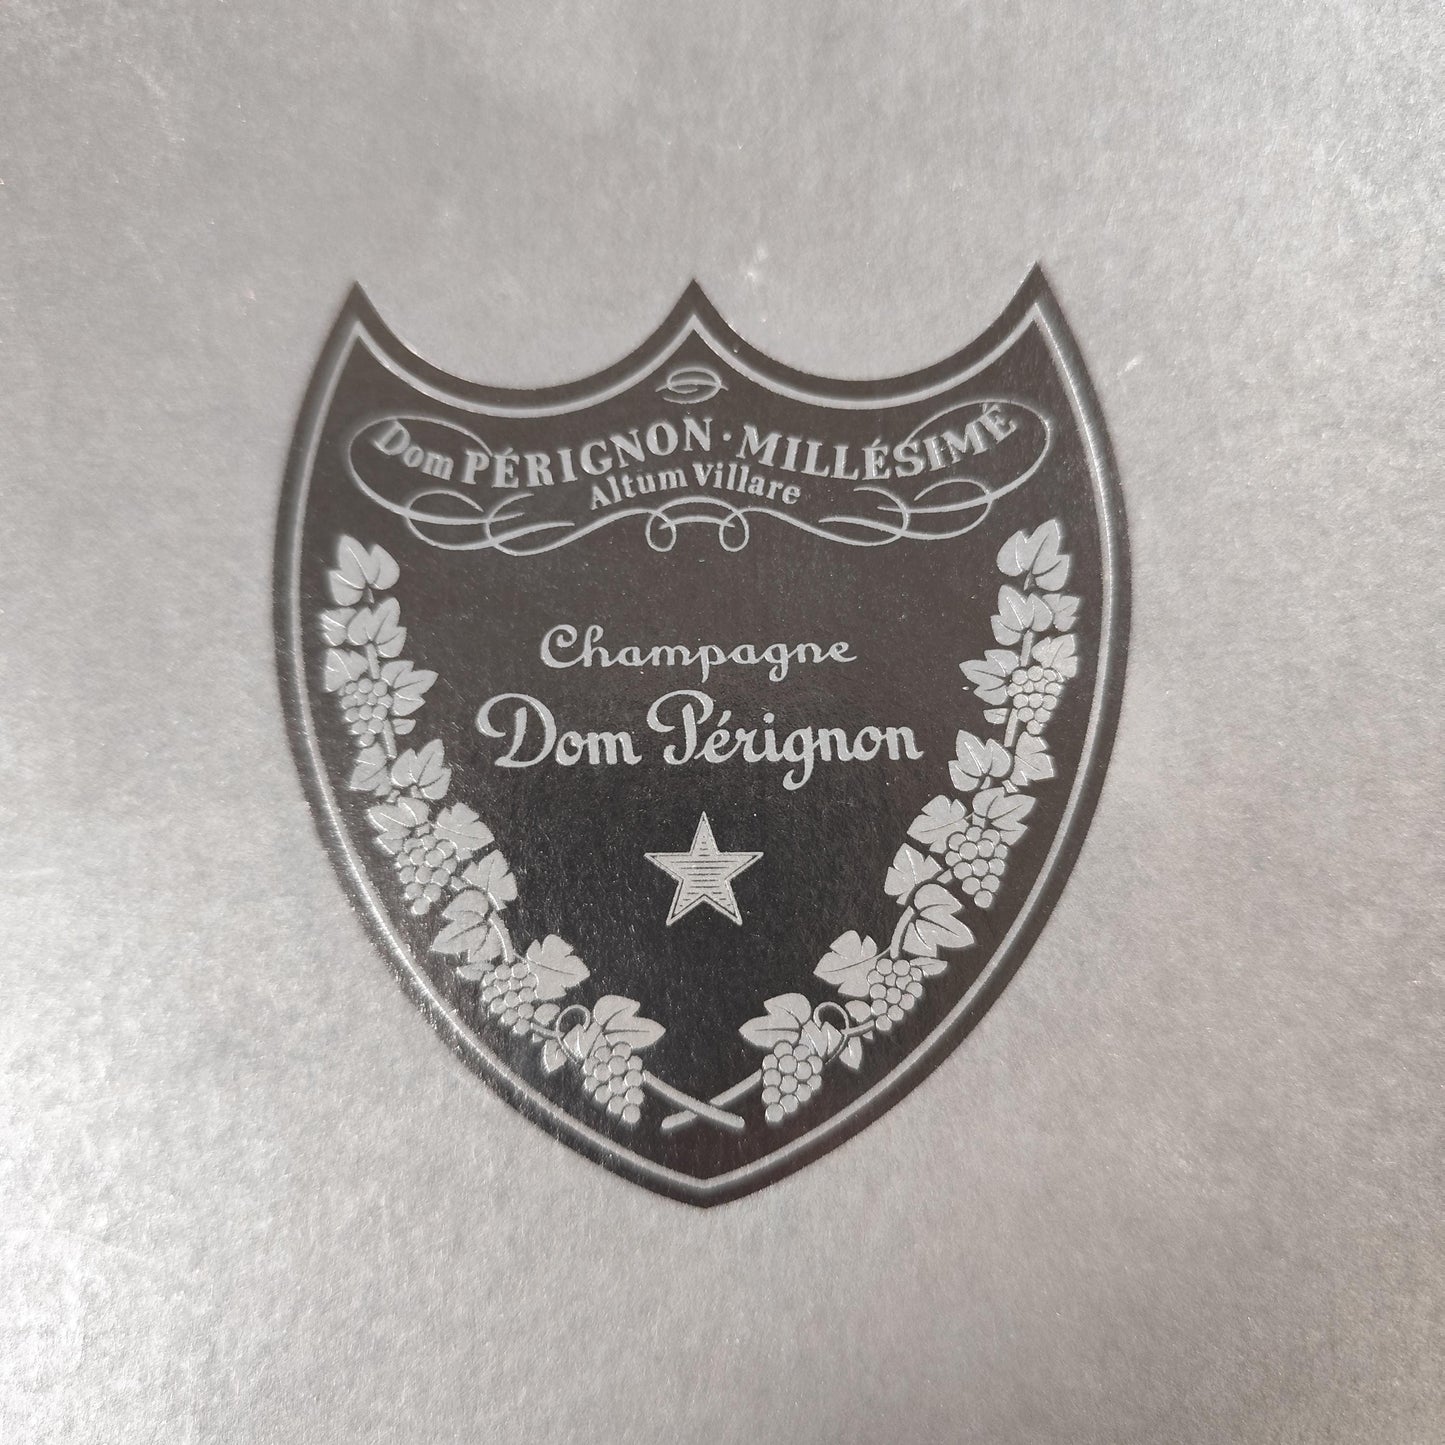 Dom PÉRIGNON · MILLÉSIMÉ
Altum Villare
Champagne
Dom Pérignon